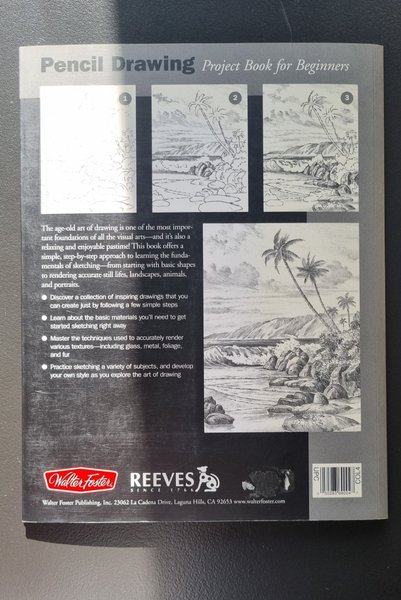 Pencil Drawing Project Book for Beginners
1
2
3
The age-old art of drawing is one of the most impor-
tant foundations of all the visual arts—and it's also a
relaxing and enjoyable pastime! This book offers a
simple, step-by-step approach to learning the funda-
mentals of sketching—from starting with basic shapes
to rendering accurate still lifes, landscapes, animals,
and portraits.
Discover a collection of inspiring drawings that you
can create just by following a few simple steps
Learn about the basic materials you'll need to get
started sketching right away
Master the techniques used to accurately render
various textures—including glass, metal, foliage,
and fur
Practice sketching a variety of subjects, and develop
your own style as you explore the art of drawing
Walter Foster
REEVES
SINCE 1766
Walter Foster Publishing, Inc. 23062 La Cadena Drive, Laguna Hills, CA 92653 www.walterfoster.com
UPC
COL4